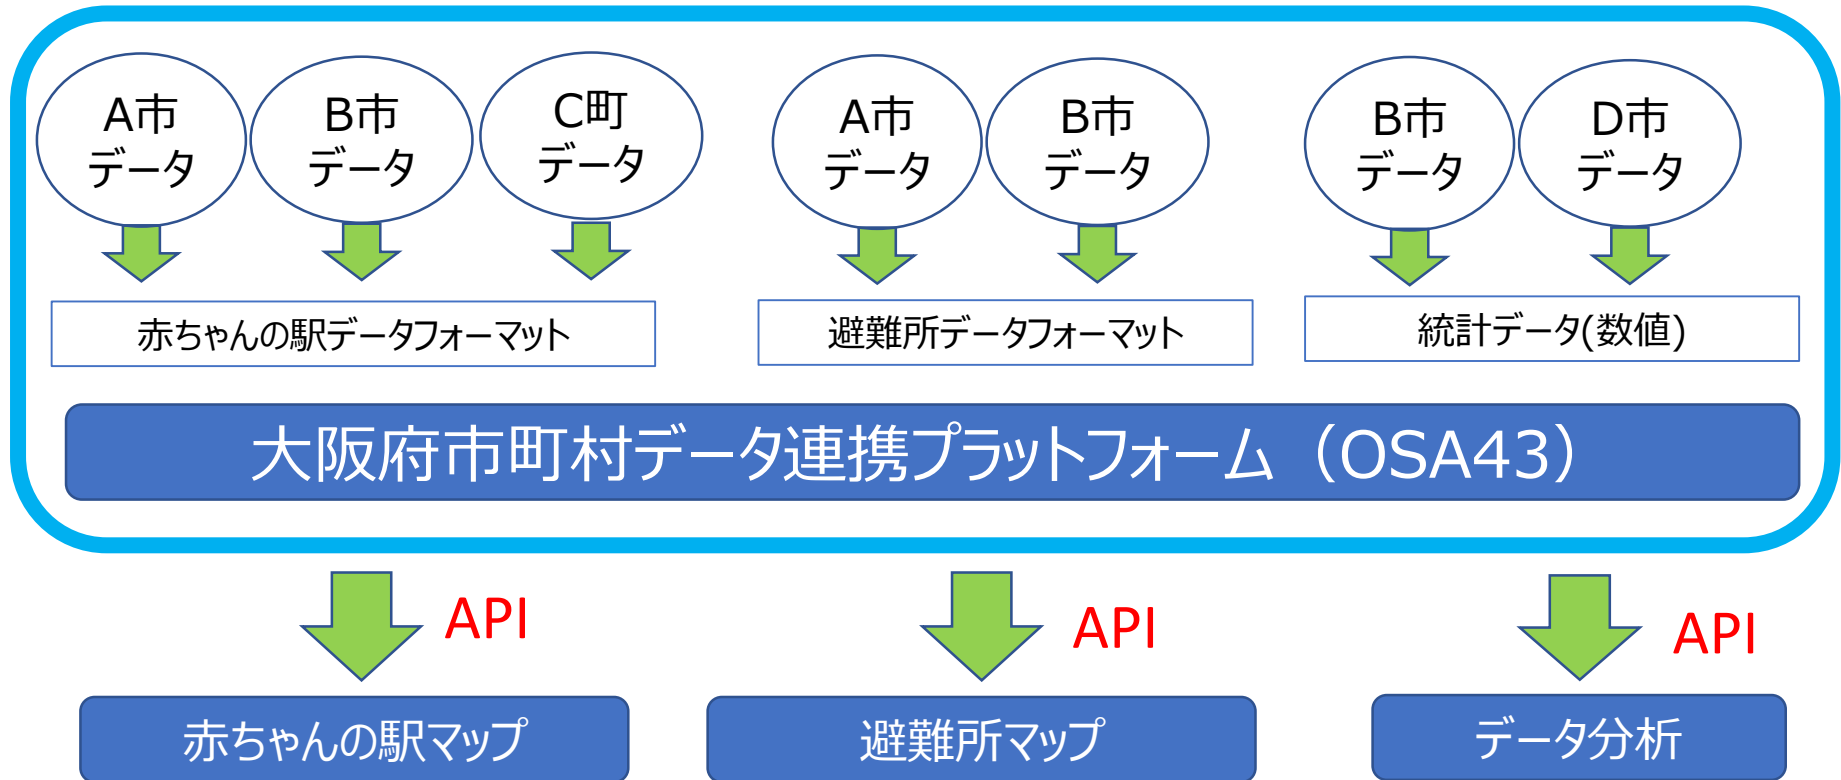 A市
データ
B市
データ
C町
データ
A市
データ
B市
データ
B市
データ
D市
データ
赤ちゃんの駅データフォーマット
避難所データフォーマット
統計データ(数値)
大阪府市町村データ連携プラットフォーム（OSA43）
API
API
API
赤ちゃんの駅マップ
避難所マップ
データ分析